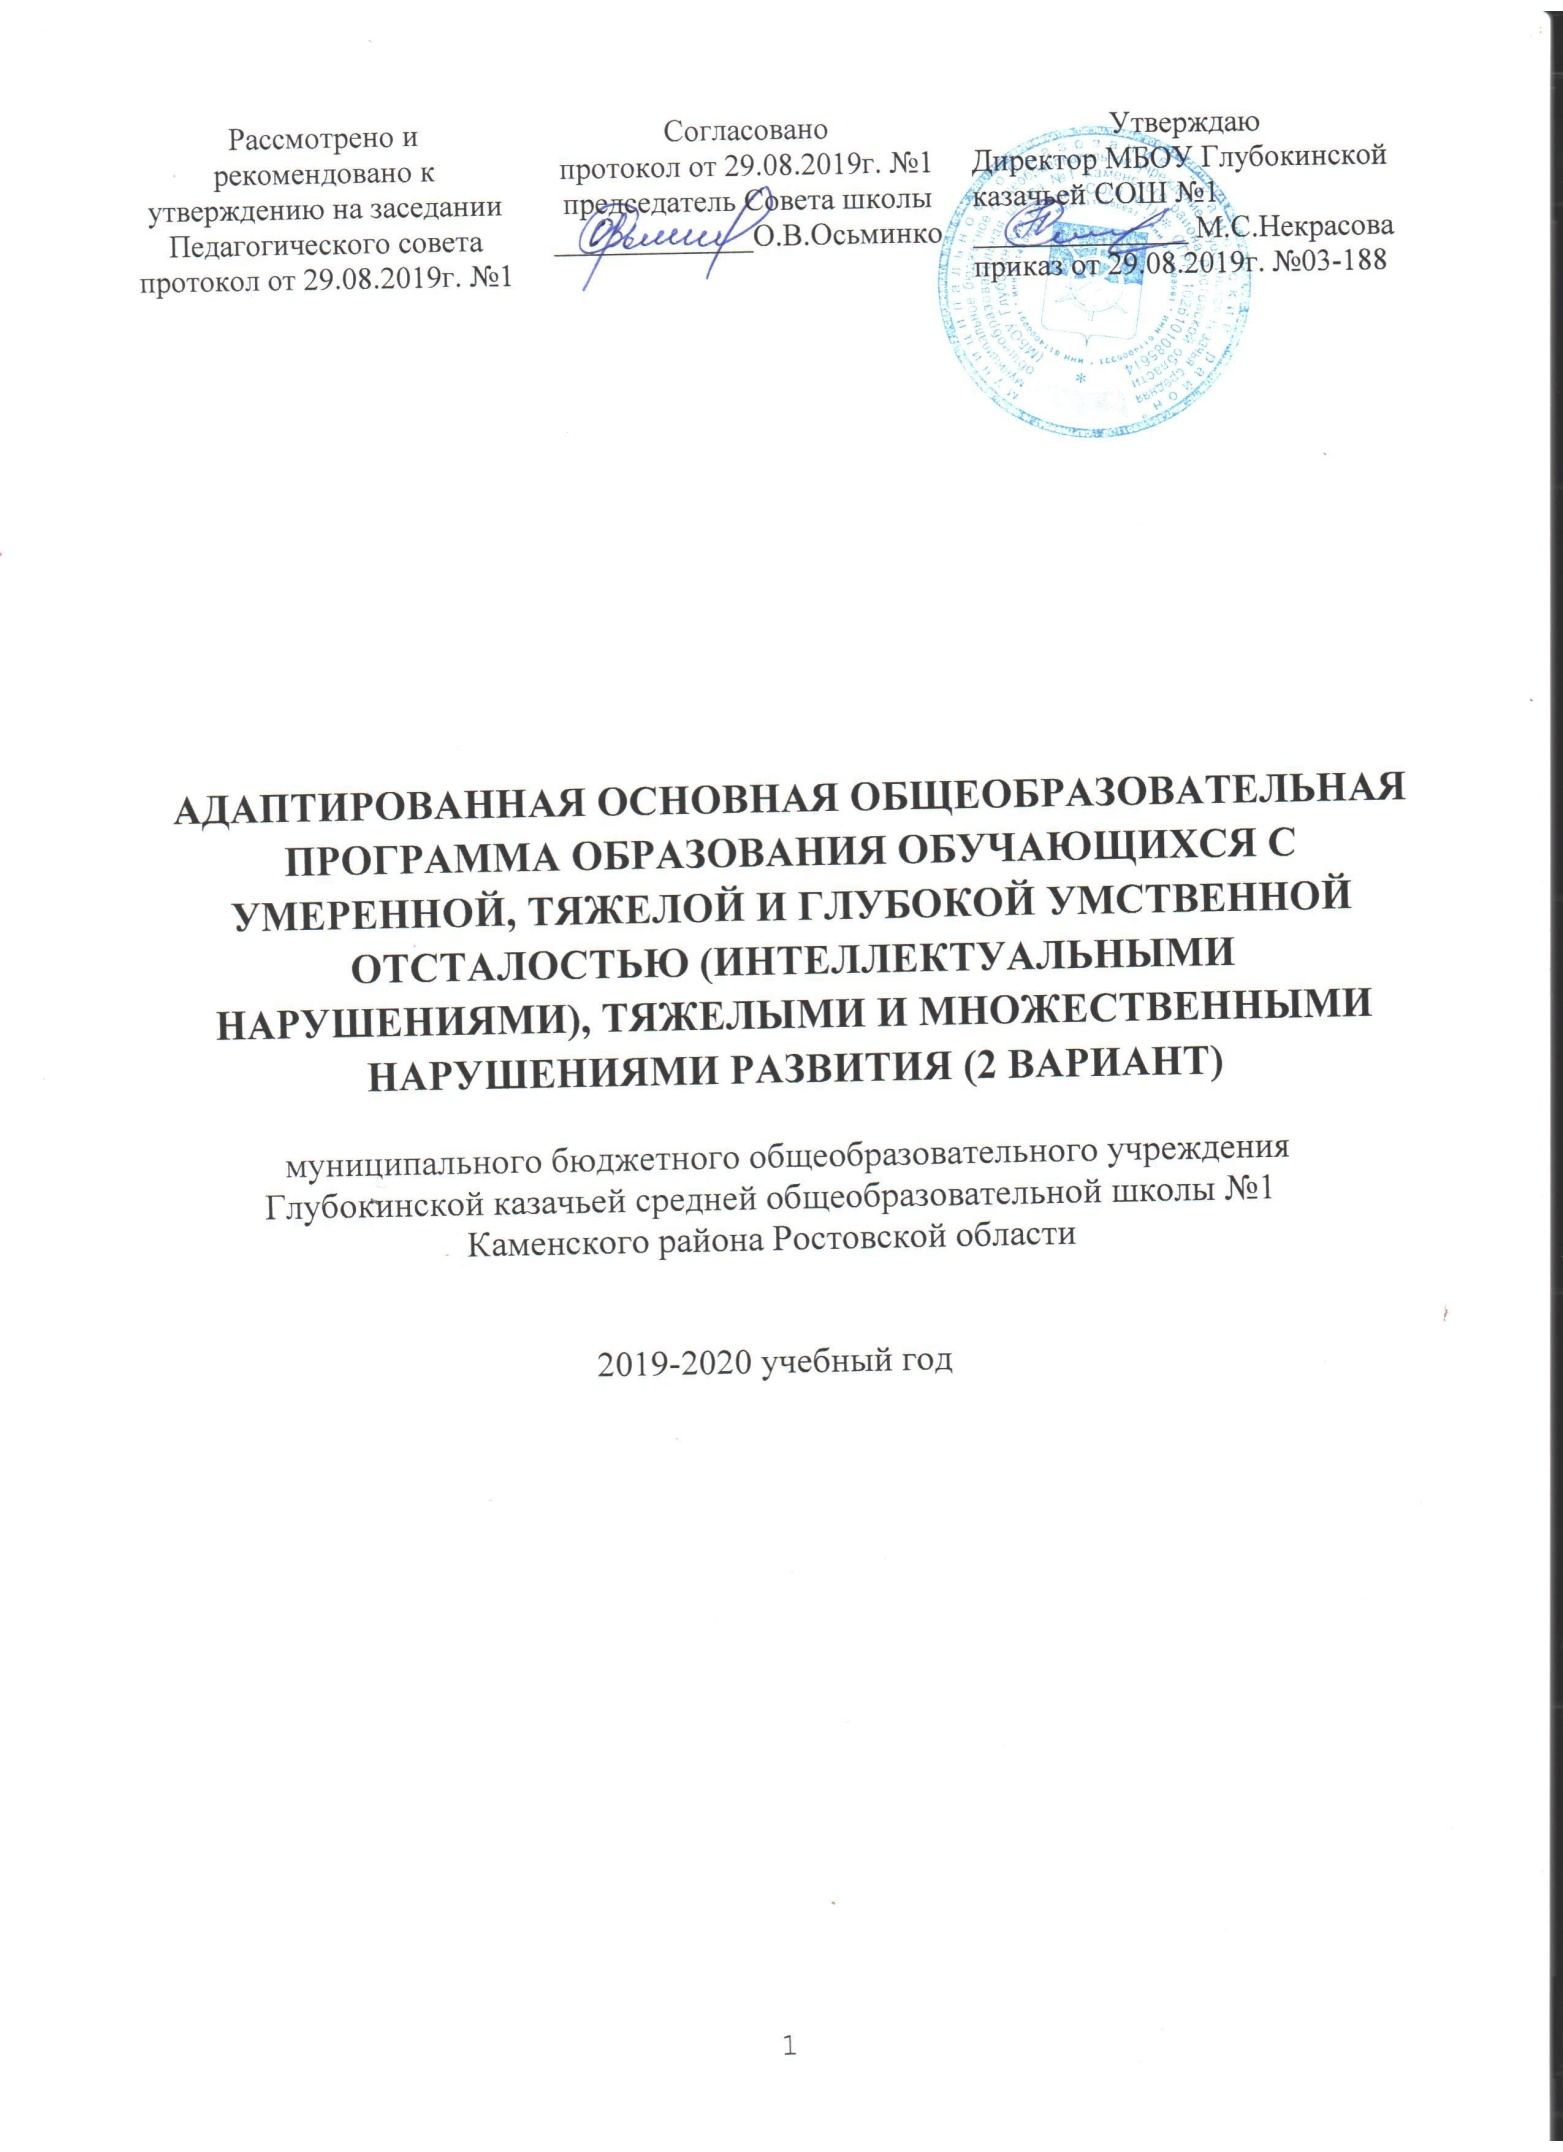 Рассмотрено и
рекомендовано к
утверждению на заседании
Педагогического совета
протокол от 29.08.2019г. №1
Согласовано
протокол от 29.08.2019г. №1
председатель Совета школы
О.В.Осьминко
Утверждаю
Директор МБОУ Глубокинской
казачьей СОШ №1
М.С.Некрасова
приказ от 29.08.2019г. №03-188
АДАПТИРОВАННАЯ ОСНОВНАЯ ОБЩЕОБРАЗОВАТЕЛЬНАЯ
ПРОГРАММА ОБРАЗОВАНИЯ ОБУЧАЮЩИХСЯ С
УМЕРЕННОЙ, ТЯЖЕЛОЙ И ГЛУБОКОЙ УМСТВЕННОЙ
ОТСТАЛОСТЬЮ (ИНТЕЛЛЕКТУАЛЬНЫМИ
НАРУШЕНИЯМИ), ТЯЖЕЛЫМИ И МНОЖЕСТВЕННЫМИ
НАРУШЕНИЯМИ РАЗВИТИЯ (2 ВАРИАНТ)
муниципального бюджетного общеобразовательного учреждения
Глубокинской казачьей средней общеобразовательной школы №1
Каменского района Ростовской области
2019-2020 учебный год
1